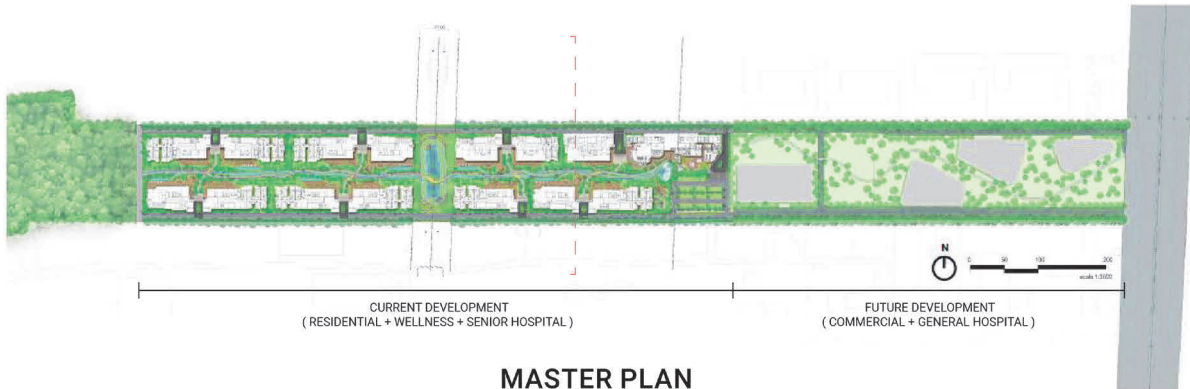 N
0 50 100 200
CURRENT DEVELOPMENT
( RESIDENTIAL + WELLNESS + SENIOR HOSPITAL )
FUTURE DEVELOPMENT
( COMMERCIAL + GENERAL HOSPITAL )
MASTER PLAN